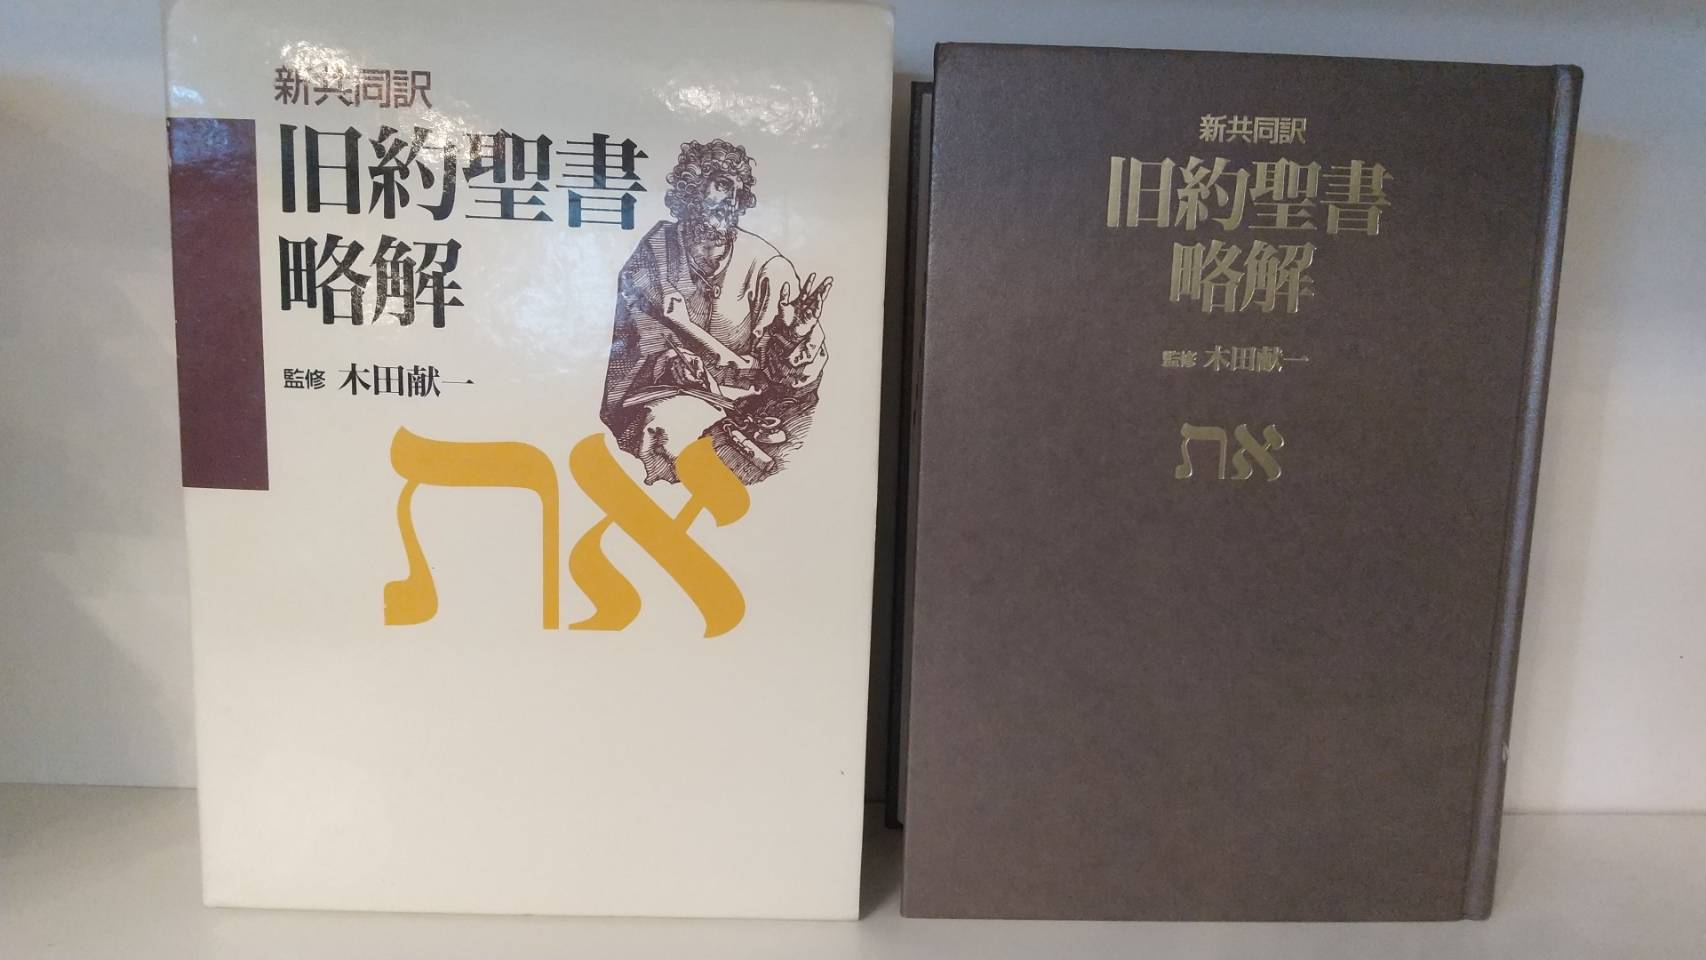 新共同訳
旧約聖書
略解
監修 木田献一
את
新共同訳
旧約聖書
略解
監修 木田献一
את